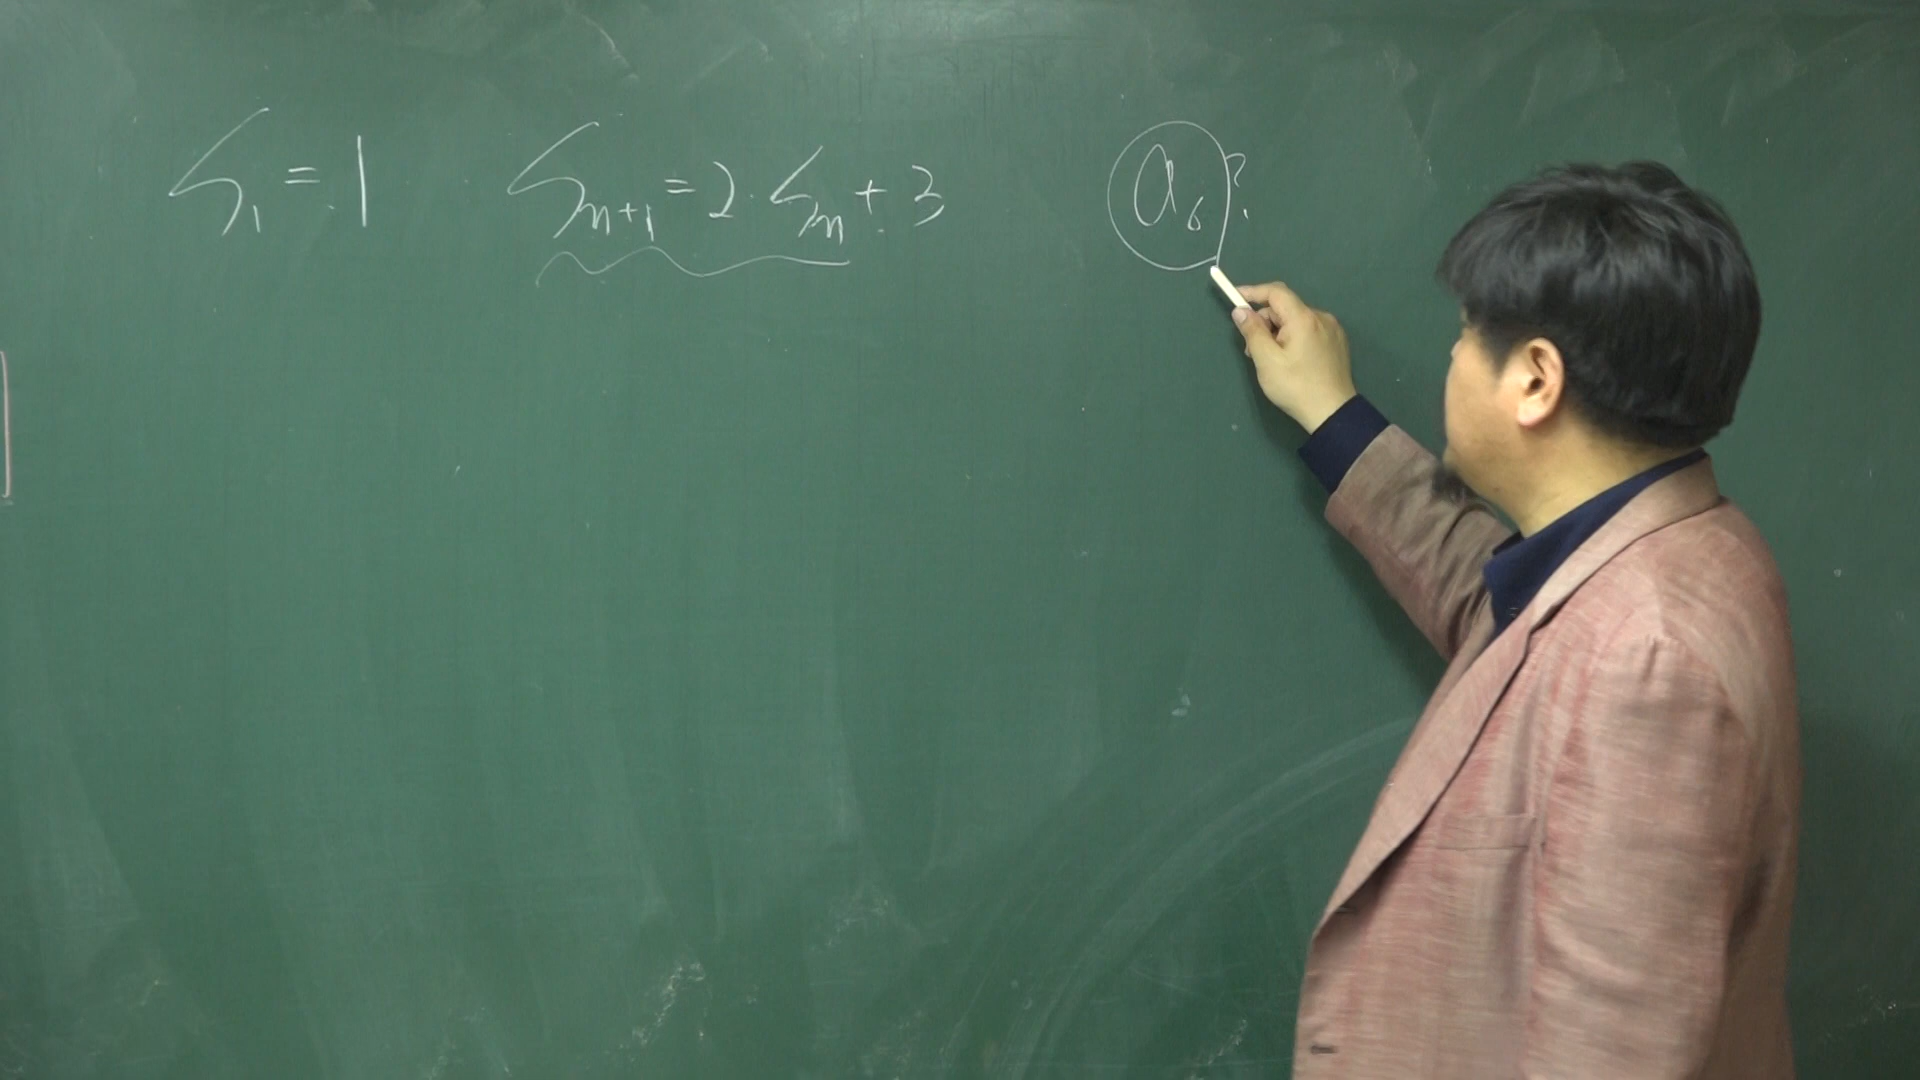 S₁ = 1 Sₙ₊₁ = 2·Sₙ + 3 a₆?